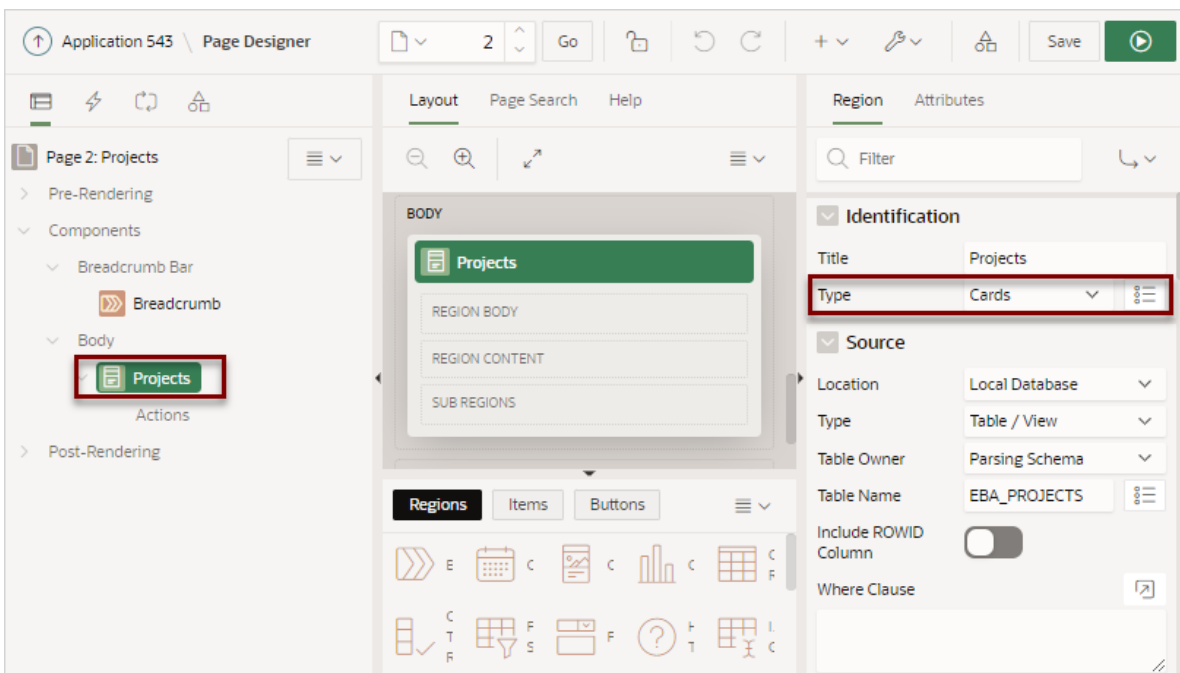 Application 543 \ Page Designer
2
Go
Save
Page 2: Projects
Pre-Rendering
Components
Breadcrumb Bar
Breadcrumb
Body
Projects
Actions
Post-Rendering
Layout Page Search Help
BODY
Projects
REGION BODY
REGION CONTENT
SUB REGIONS
Regions Items Buttons
E C C C C
R
C
T
R
F
S
F
H
T
I.
C
Region Attributes
Filter
Identification
Title Projects
Type Cards
Source
Location Local Database
Type Table / View
Table Owner Parsing Schema
Table Name EBA_PROJECTS
Include ROWID
Column
Where Clause